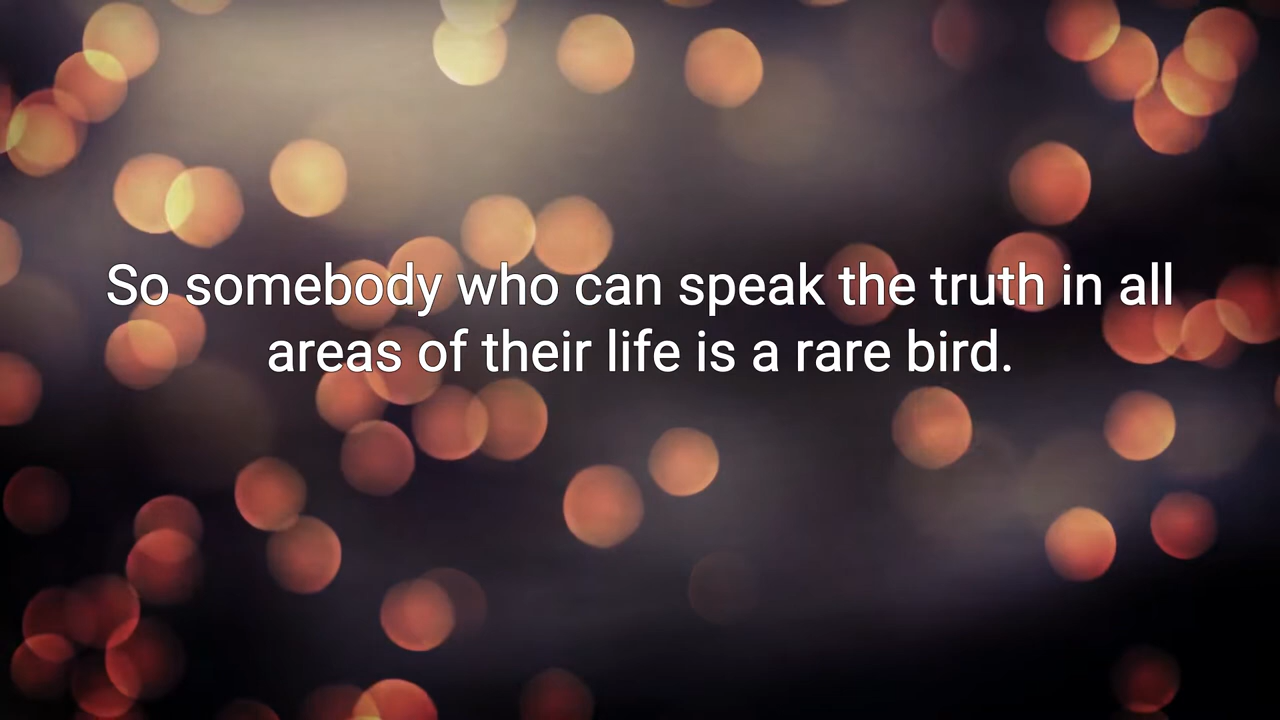 So somebody who can speak the truth in all
areas of their life is a rare bird.